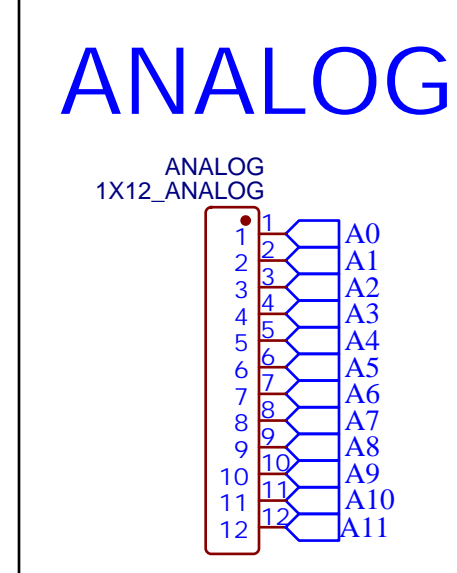 ANALOG
ANALOG
1X12_ANALOG
1 1 A0
2 2 A1
3 3 A2
4 4 A3
5 5 A4
6 6 A5
7 7 A6
8 8 A7
9 9 A8
10 10 A9
11 11 A10
12 12 A11